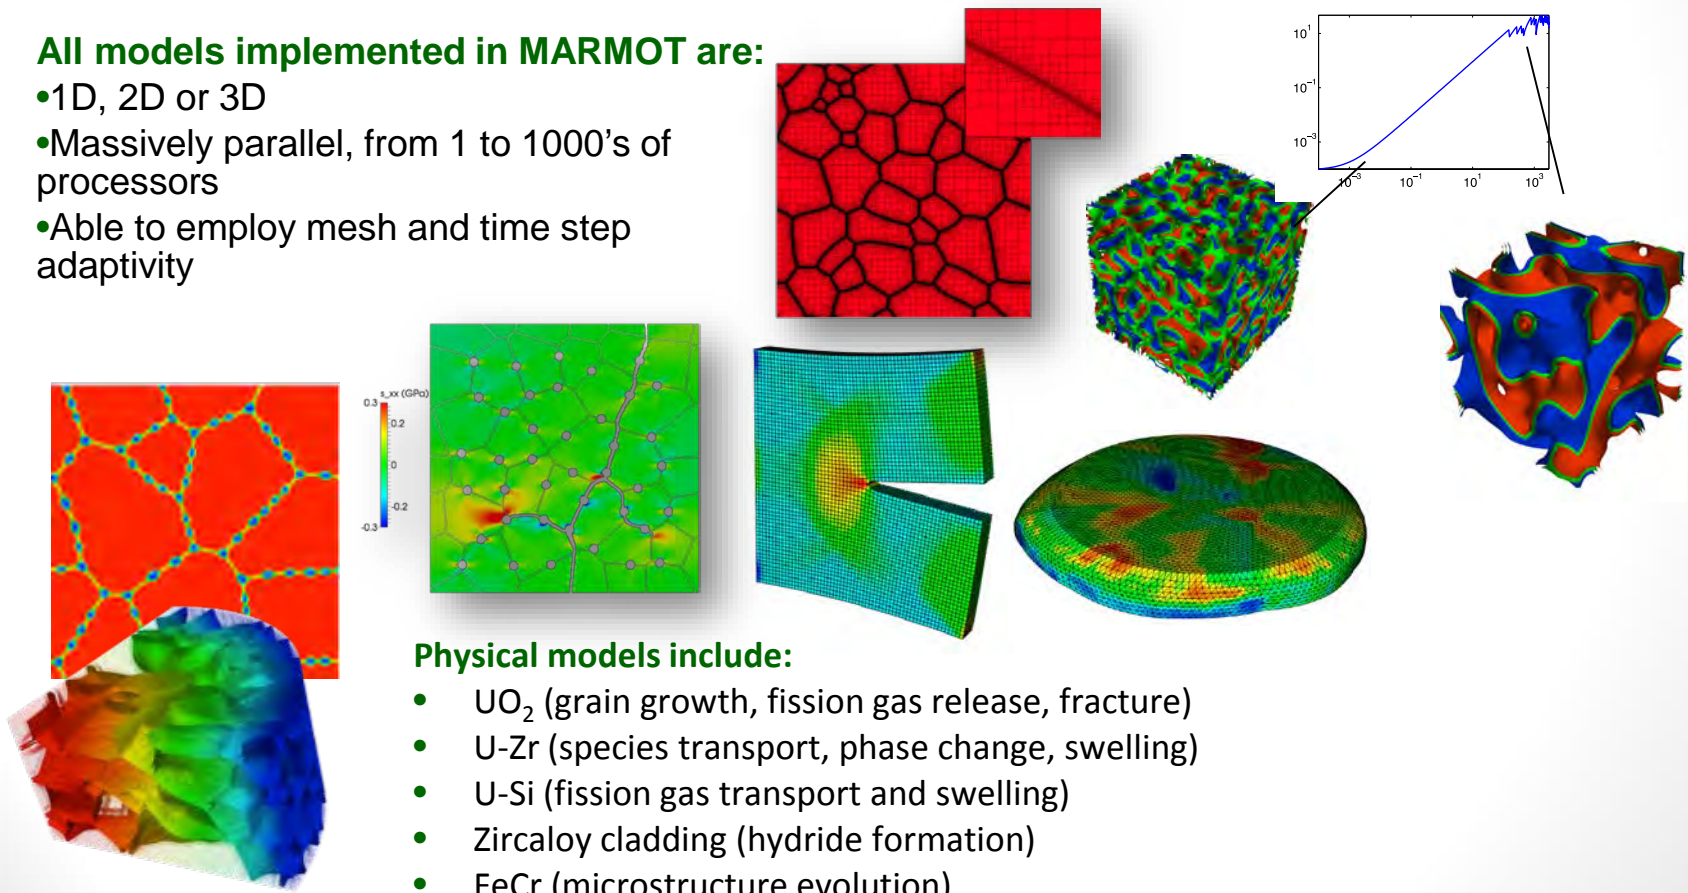 All models implemented in MARMOT are:
•1D, 2D or 3D
•Massively parallel, from 1 to 1000’s of
processors
•Able to employ mesh and time step
adaptivity
10¹
10⁻¹
10⁻³
10⁻³ 10⁻¹ 10¹ 10³
s_xx (GPa)
0.3
0.2
0
-0.2
-0.3
Physical models include:
• UO₂ (grain growth, fission gas release, fracture)
• U-Zr (species transport, phase change, swelling)
• U-Si (fission gas transport and swelling)
• Zircaloy cladding (hydride formation)
• FeCr (microstructure evolution)